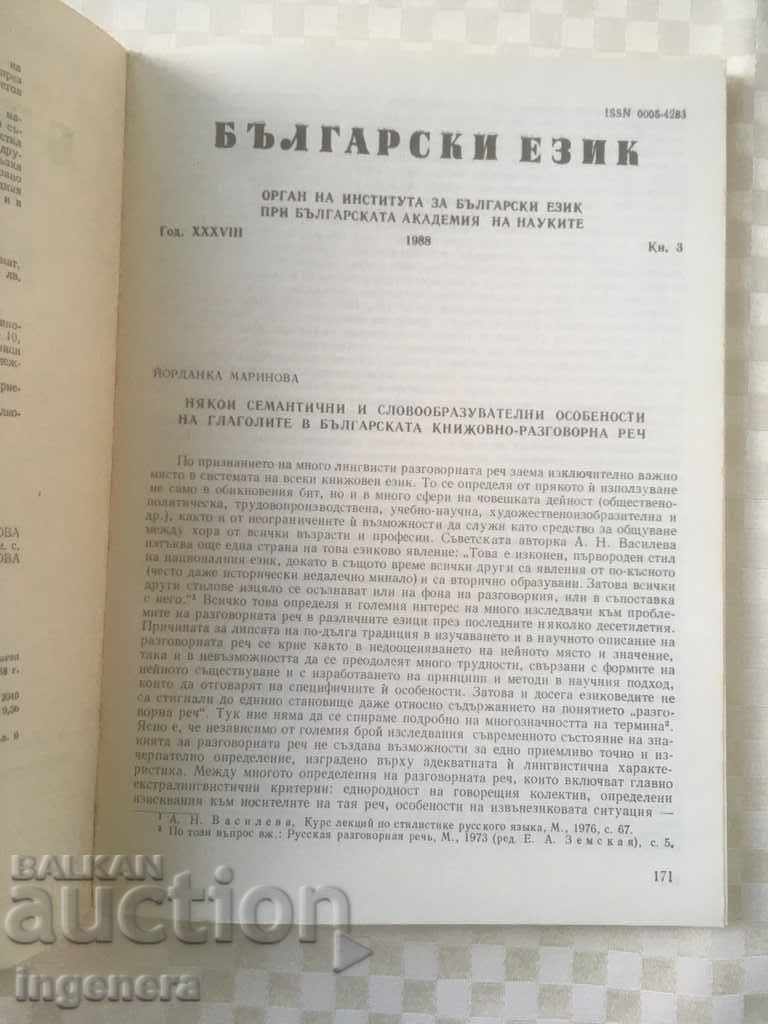 на
през
ISSN 0005-4283
БЪЛГАРСКИ ЕЗИК
ОРГАН НА ИНСТИТУТА ЗА БЪЛГАРСКИ ЕЗИК
ПРИ БЪЛГАРСКАТА АКАДЕМИЯ НА НАУКИТЕ
Год. XXXVIII 1988 Кн. 3
ЙОРДАНКА МАРИНОВА
НЯКОИ СЕМАНТИЧНИ И СЛОВООБРАЗУВАТЕЛНИ ОСОБЕНОСТИ
НА ГЛАГОЛИТЕ В БЪЛГАРСКАТА КНИЖОВНО-РАЗГОВОРНА РЕЧ
По признанието на много лингвисти разговорната реч заема изключително важно
място в системата на всеки книжовен език. То се определя от прякото ѝ използуване
не само в обикновения бит, но и в много сфери на човешката дейност (обществено-
политическа, трудовопроизводствена, учебно-научна, художественоизобразителна и
др.), както и от неограничените ѝ възможности да служи като средство за общуване
между хора от всички възрасти и професии. Съветската авторка А. Н. Василева
изтъква още една страна на това езиково явление: „Това е изконен, първороден стил
на националния език, докато в същото време всички други са явления от по-късното
(често даже исторически недалечно минало) и са вторично образувани. Затова всички
други стилове изцяло се осъзнават или на фона на разговорния, или в съпоставка
с него.“¹ Всичко това определя и големия интерес на много изследвачи към пробле-
мите на разговорната реч в различните езици през последните няколко десетилетия.
Причината за липсата на по-дълга традиция в изучаването и в научното описание на
разговорната реч се крие както в недооценяването на нейното място и значение,
така и в невъзможността да се преодолеят много трудности, свързани с формите на
нейното съществуване и с изработването на принципи и методи в научния подход,
които да отговарят на специфичните ѝ особености. Затова и досега езиковедите не
са стигнали до единно становище даже относно съдържанието на понятието „разго-
ворна реч“. Тук ние няма да се спираме подробно на многозначността на термина².
Ясно е, че независимо от големия брой изследвания съвременното състояние на зна-
нията за разговорната реч не създава възможности за едно приемливо точно и из-
черпателно определение, изградено върху адекватната ѝ лингвистична характе-
ристика. Между многото определения на разговорната реч, които включват главно
екстралингвистични критерии: еднородност на говорещия колектив, определени
изисквания към носителите на тая реч, особености на извънезиковата ситуация —
¹ А. Н. Василева, Курс лекций по стилистике русского языка, М., 1976, с. 67.
² По този въпрос вж.: Русская разговорная речь, М., 1973 (ред. Е. А. Земская), с. 5.
171
BALKAN
auction
ingenera